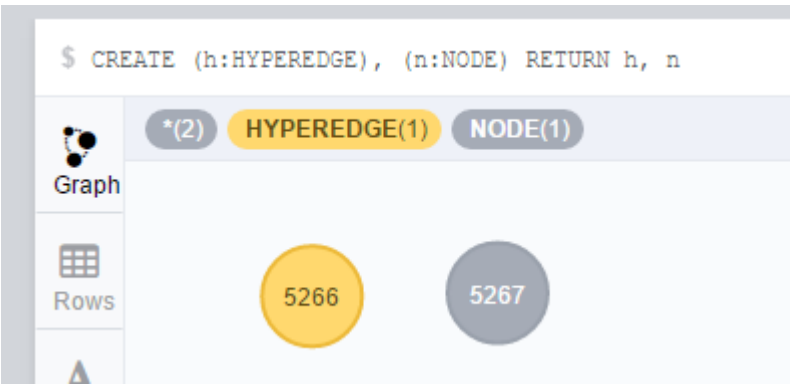 $ CREATE (h:HYPEREDGE), (n:NODE) RETURN h, n
*(2) HYPEREDGE(1) NODE(1)
Graph
5266 5267
Rows
A